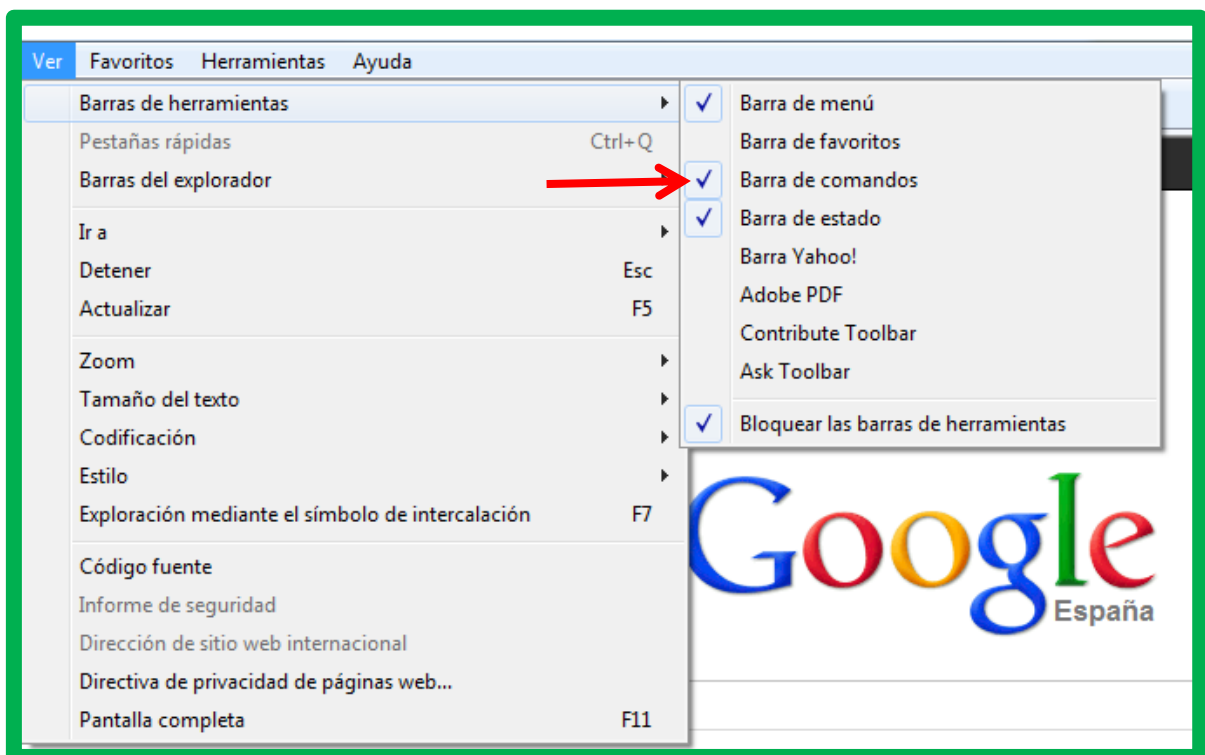 Ver Favoritos Herramientas Ayuda
Barras de herramientas
Pestañas rápidas Ctrl+Q
Barras del explorador
Ir a
Detener Esc
Actualizar F5
Zoom
Tamaño del texto
Codificación
Estilo
Exploración mediante el símbolo de intercalación F7
Código fuente
Informe de seguridad
Dirección de sitio web internacional
Directiva de privacidad de páginas web...
Pantalla completa F11
Barra de menú
Barra de favoritos
Barra de comandos
Barra de estado
Barra Yahoo!
Adobe PDF
Contribute Toolbar
Ask Toolbar
Bloquear las barras de herramientas
Google
España